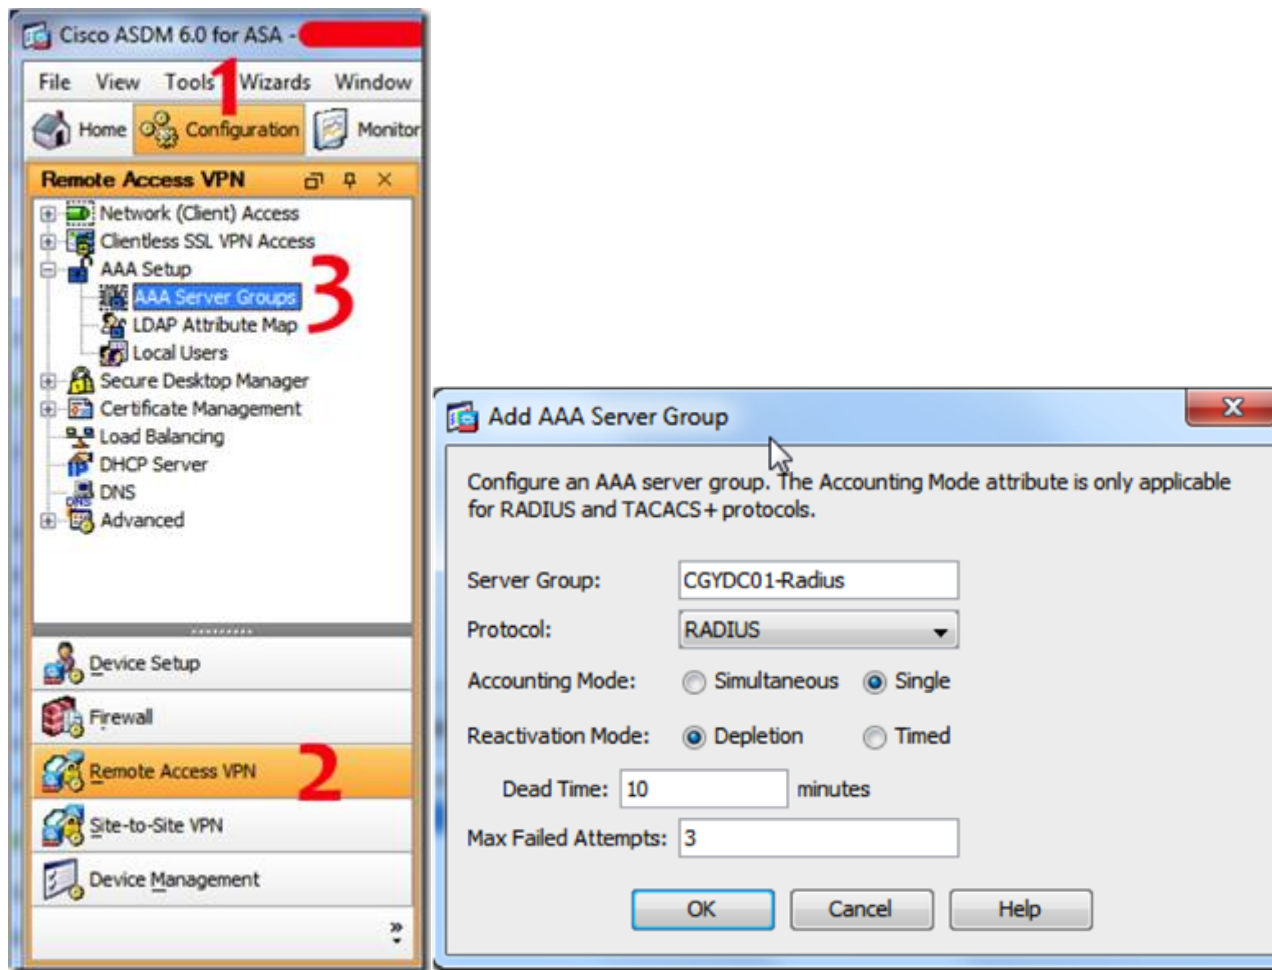 Cisco ASDM 6.0 for ASA -
File View Tools Wizards Window
1
Home Configuration Monitor
Remote Access VPN
Network (Client) Access
Clientless SSL VPN Access
AAA Setup
3
AAA Server Groups
LDAP Attribute Map
Local Users
Secure Desktop Manager
Certificate Management
Load Balancing
DHCP Server
DNS
Advanced
Device Setup
Firewall
Remote Access VPN 2
Site-to-Site VPN
Device Management
Add AAA Server Group
Configure an AAA server group. The Accounting Mode attribute is only applicable
for RADIUS and TACACS+ protocols.
Server Group: CGYDC01-Radius
Protocol: RADIUS
Accounting Mode: Simultaneous Single
Reactivation Mode: Depletion Timed
Dead Time: 10 minutes
Max Failed Attempts: 3
OK Cancel Help